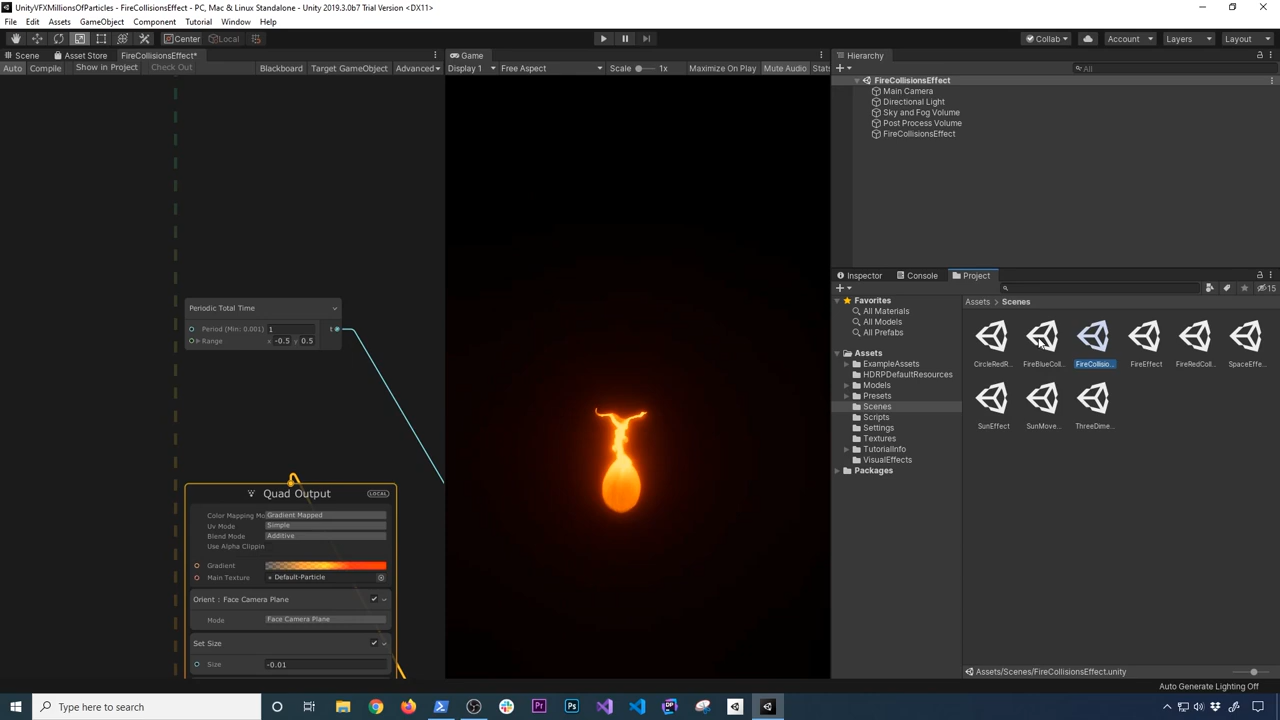 UnityVFXMillionsOfParticles - FireCollisionsEffect - PC, Mac & Linux Standalone - Unity 2019.3.0b7 Trial Version <DX11>
File Edit Assets GameObject Component Tutorial Window Help
Center Local Collab Account Layers Layout
Scene Asset Store FireCollisionsEffect*
Auto Compile Show in Project Check Out Blackboard Target GameObject Advanced
Game
Display 1 Free Aspect Scale 1x Maximize On Play Mute Audio Stats
Hierarchy
All
FireCollisionsEffect
Main Camera
Directional Light
Sky and Fog Volume
Post Process Volume
FireCollisionsEffect
Periodic Total Time
Period (Min: 0.001) 1 t
Range x -0.5 y 0.5
Quad Output LOCAL
Color Mapping Mo Gradient Mapped
Uv Mode Simple
Blend Mode Additive
Use Alpha Clippin
Gradient
Main Texture Default-Particle
Orient : Face Camera Plane
Mode Face Camera Plane
Set Size
Size -0.01
Inspector Console Project
15
Favorites
All Materials
All Models
All Prefabs
Assets
ExampleAssets
HDRPDefaultResources
Models
Presets
Scenes
Scripts
Settings
Textures
TutorialInfo
VisualEffects
Packages
Assets > Scenes
CircleRedR... FireBlueColl... FireCollisio... FireEffect FireRedColl... SpaceEffe...
SunEffect SunMove... ThreeDime...
Assets/Scenes/FireCollisionsEffect.unity
Auto Generate Lighting Off
Type here to search